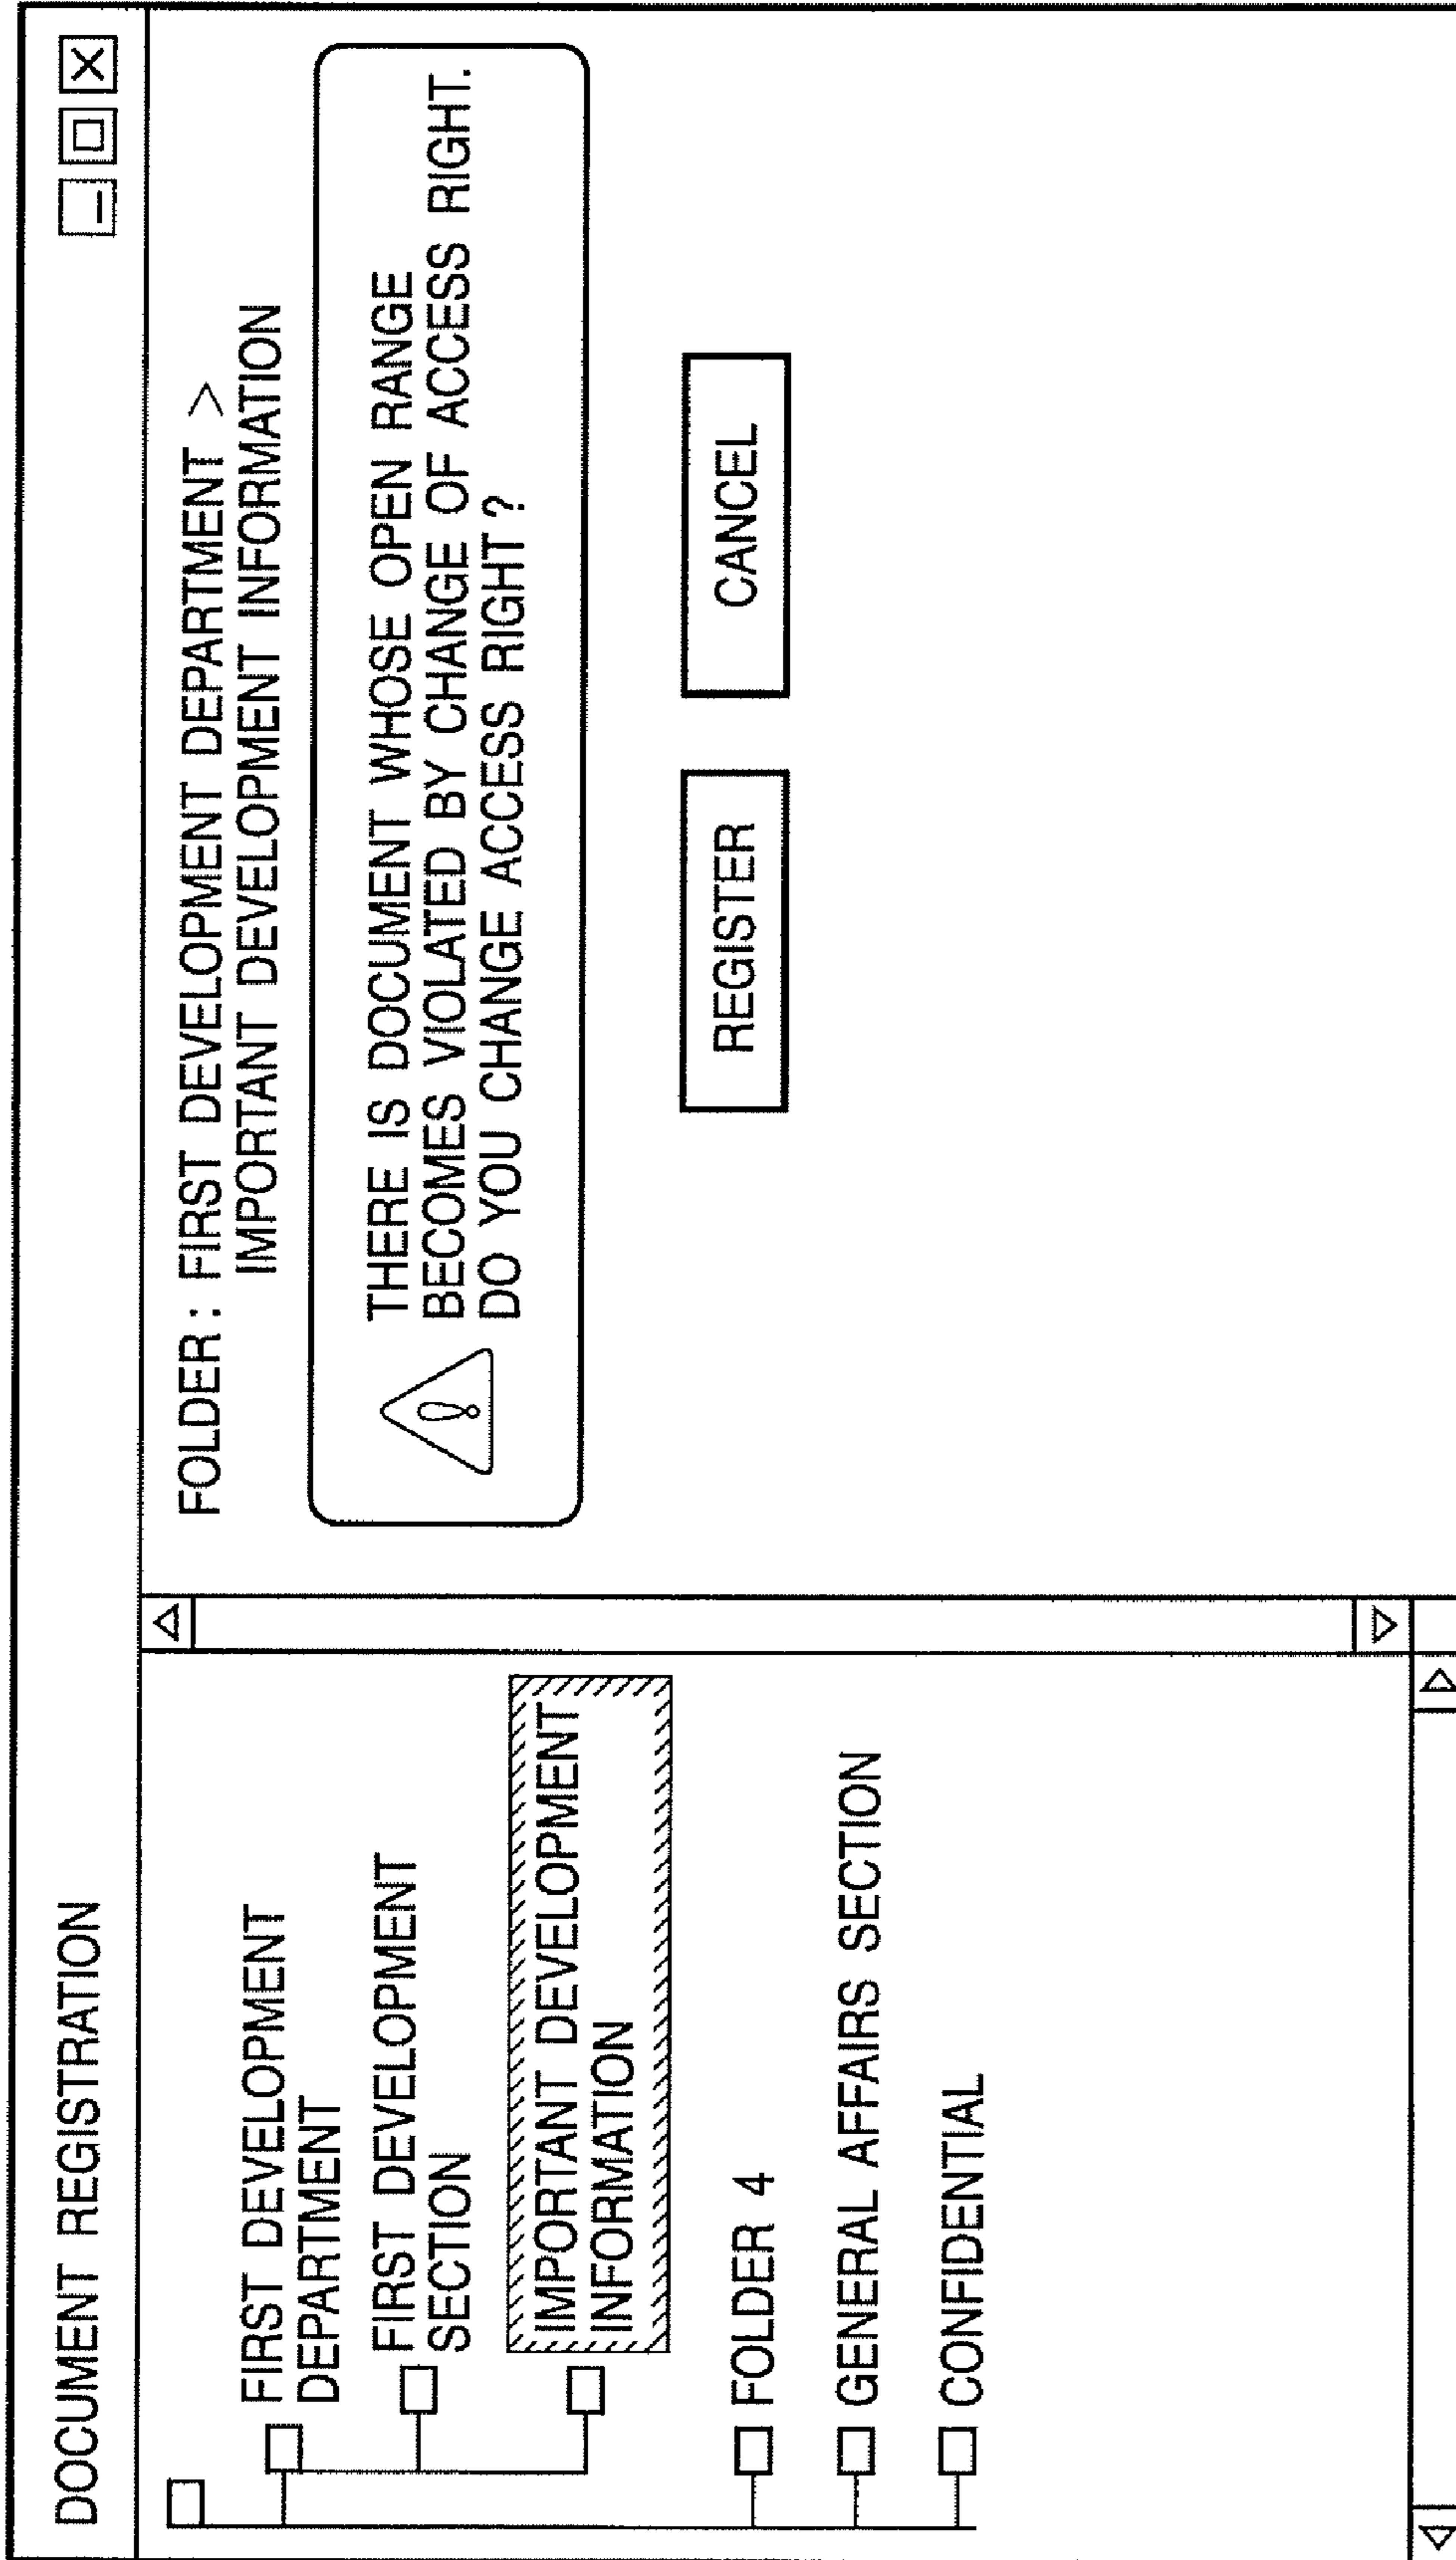 DOCUMENT REGISTRATION
FIRST DEVELOPMENT
DEPARTMENT
FIRST DEVELOPMENT
SECTION
IMPORTANT DEVELOPMENT
INFORMATION
FOLDER 4
GENERAL AFFAIRS SECTION
CONFIDENTIAL
FOLDER : FIRST DEVELOPMENT DEPARTMENT >
IMPORTANT DEVELOPMENT INFORMATION
THERE IS DOCUMENT WHOSE OPEN RANGE
BECOMES VIOLATED BY CHANGE OF ACCESS RIGHT.
DO YOU CHANGE ACCESS RIGHT ?
REGISTER
CANCEL